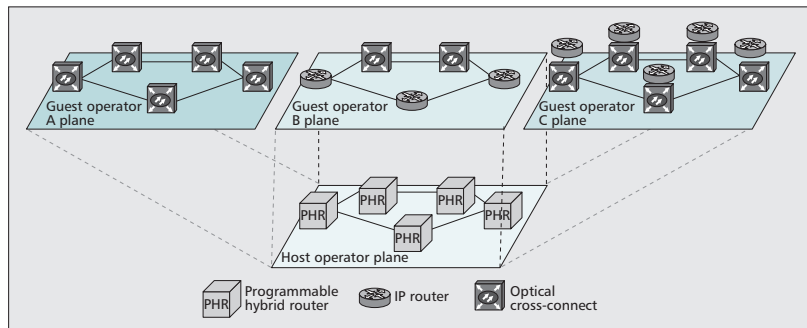 Guest operator
A plane
Guest operator
B plane
Guest operator
C plane
PHR
PHR
PHR
PHR
PHR
Host operator plane
PHR
Programmable
hybrid router
IP router
Optical
cross-connect